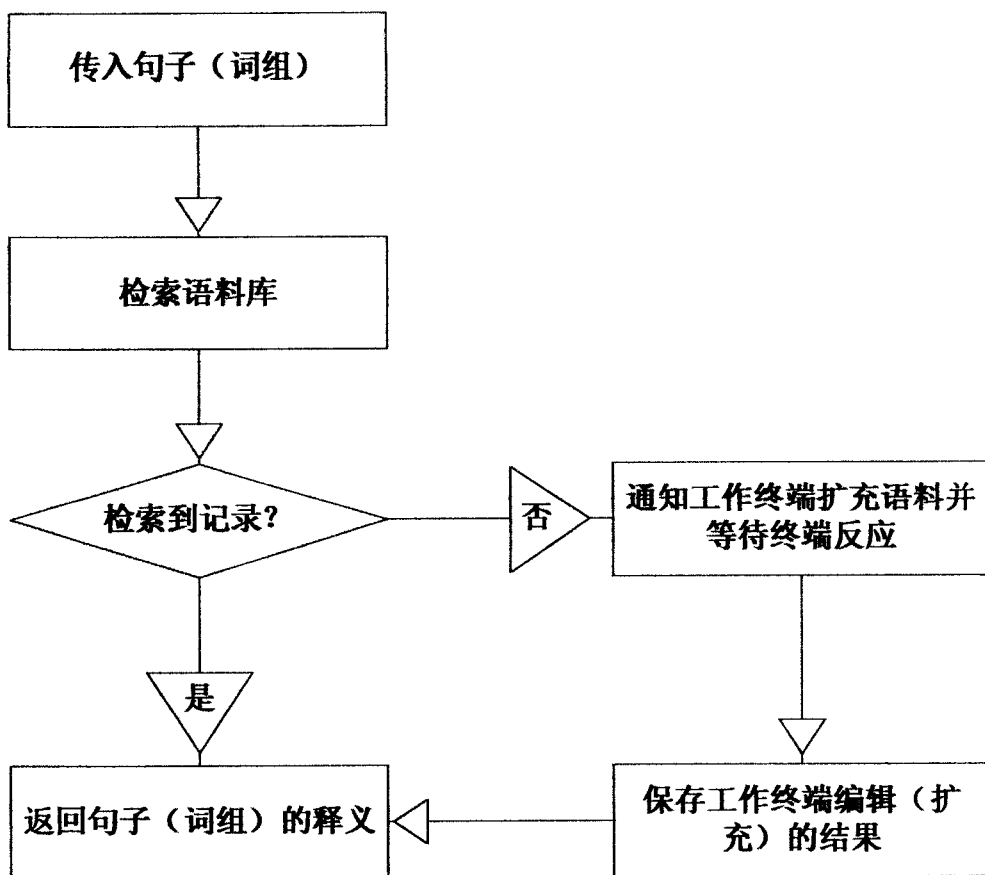 传入句子（词组）
检索语料库
检索到记录？
否
通知工作终端扩充语料并
等待终端反应
是
返回句子（词组）的释义
保存工作终端编辑（扩
充）的结果